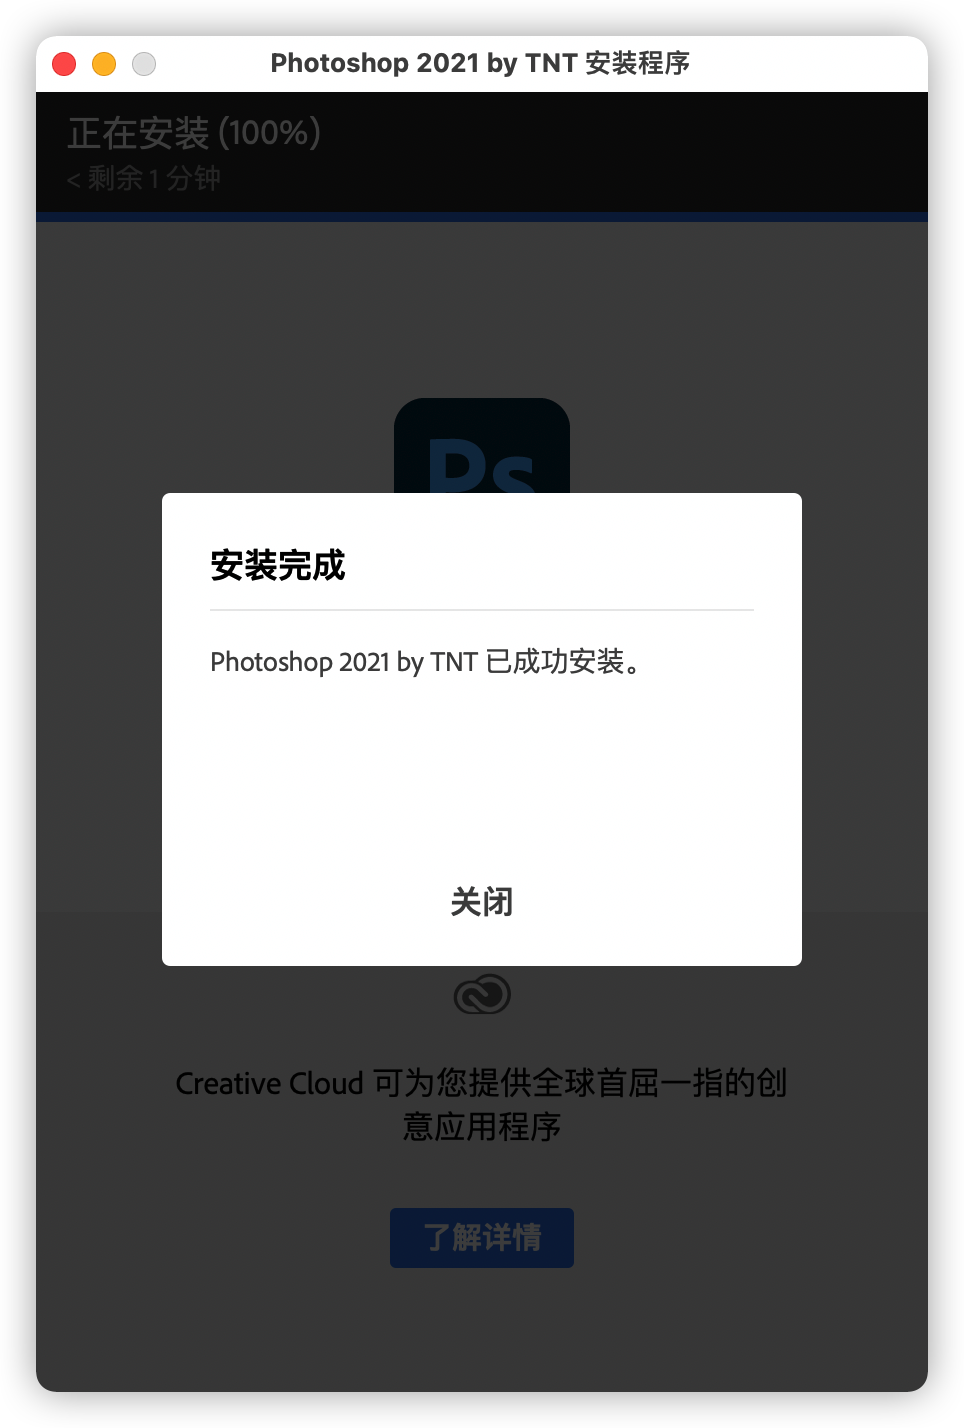 Photoshop 2021 by TNT 安装程序
正在安装 (100%)
< 剩余 1 分钟
Ps
安装完成
Photoshop 2021 by TNT 已成功安装。
关闭
Creative Cloud 可为您提供全球首屈一指的创
意应用程序
了解详情